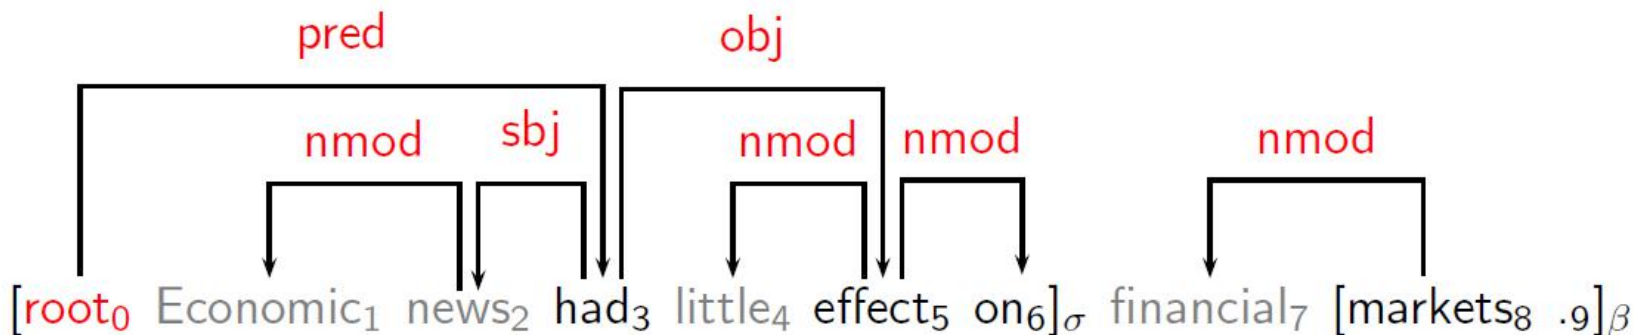 pred obj
nmod sbj nmod nmod nmod
[root₀ Economic₁ news₂ had₃ little₄ effect₅ on₆]σ financial₇ [markets₈ .₉]β